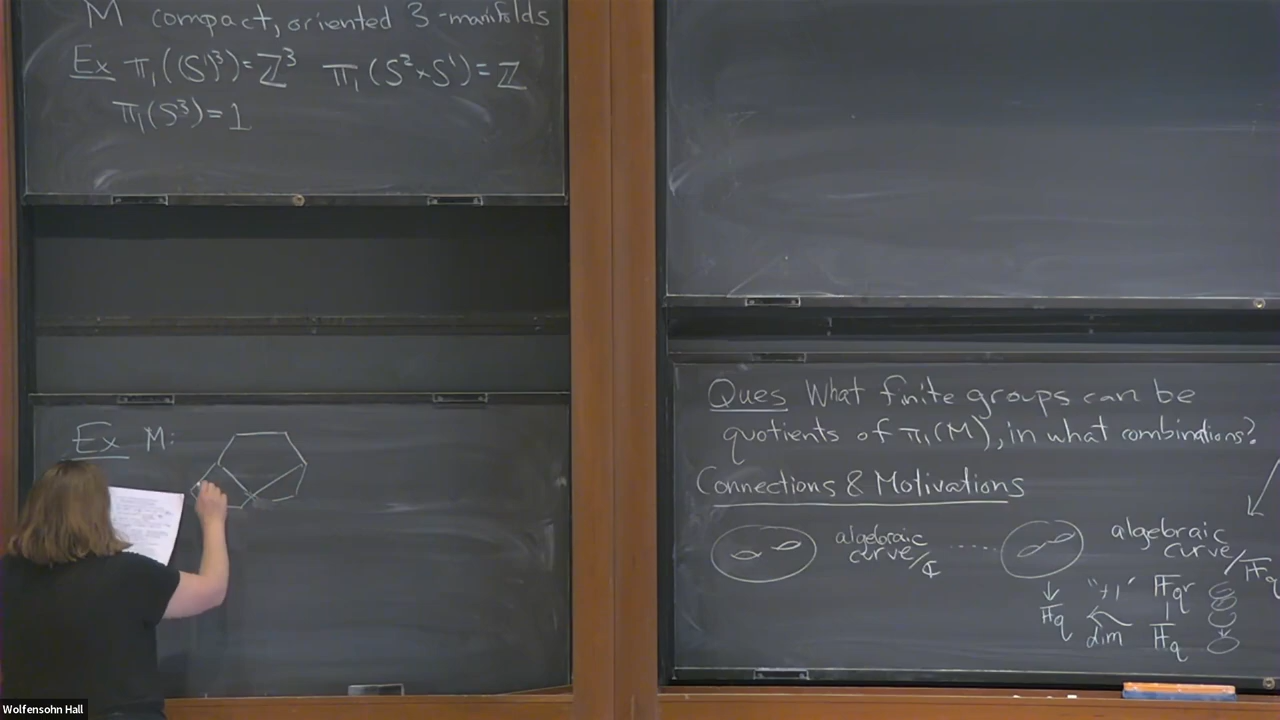 M compact, oriented 3-manifolds
Ex π₁((S¹)³)=ℤ³ π₁(S²×S¹)=ℤ
π₁(S³)=1
Ex M:
Ques What finite groups can be
quotients of π₁(M), in what combinations?
Connections & Motivations
algebraic
curve/ℂ
algebraic
curve/𝔽q
↓ "+1" 𝔽qʳ
𝔽q dim 𝔽q
Wolfensohn Hall